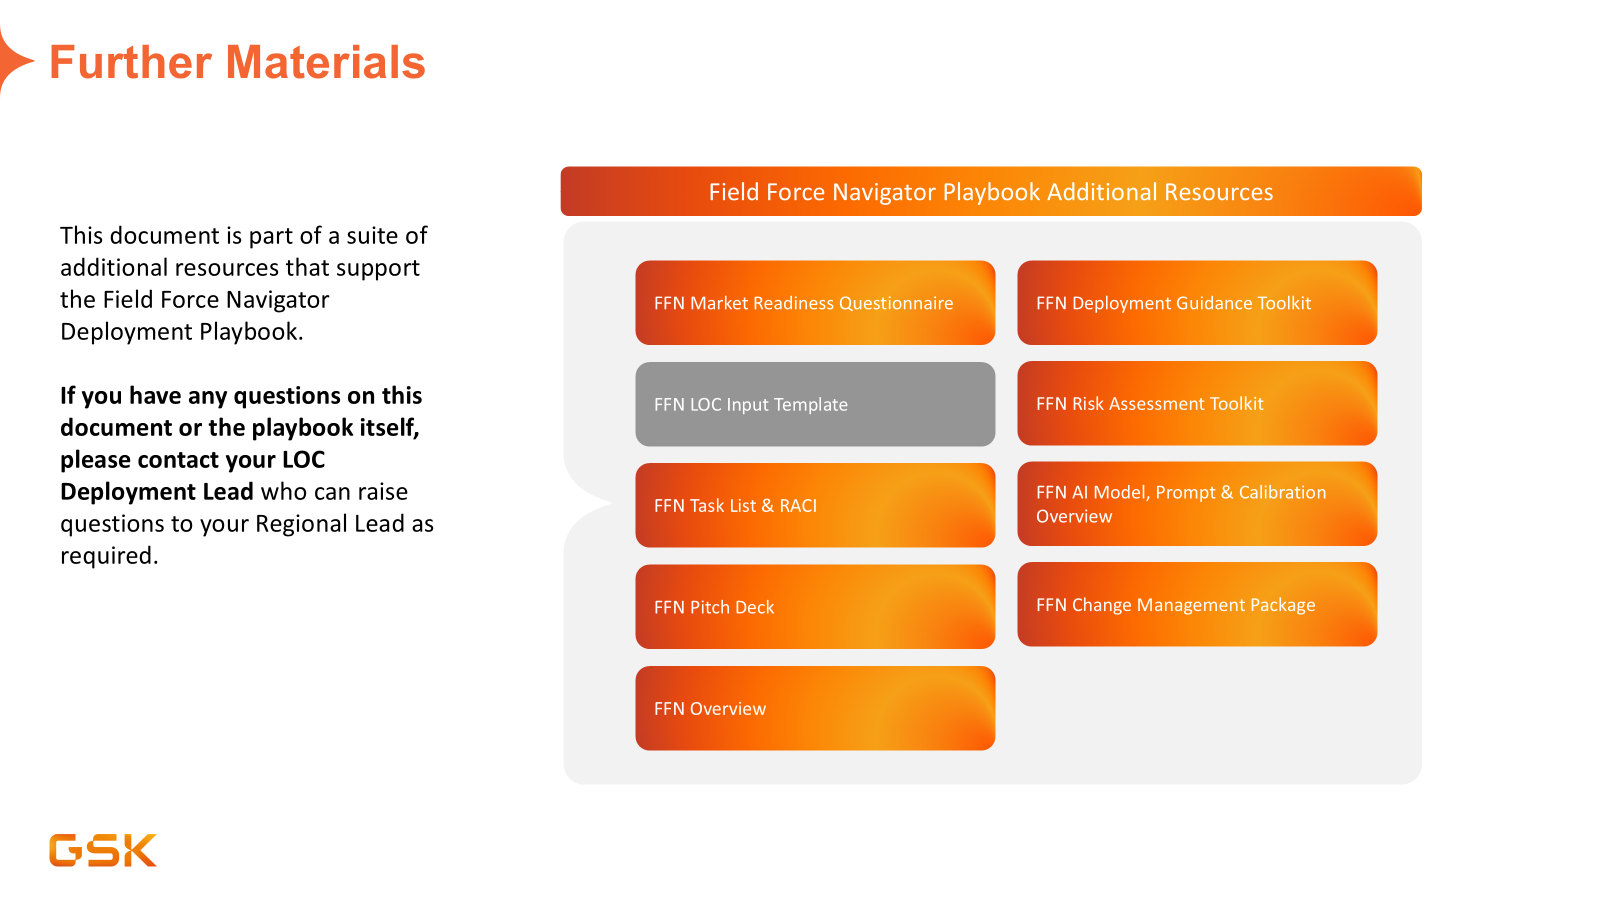 Further Materials
This document is part of a suite of
additional resources that support
the Field Force Navigator
Deployment Playbook.
If you have any questions on this
document or the playbook itself,
please contact your LOC
Deployment Lead who can raise
questions to your Regional Lead as
required.
Field Force Navigator Playbook Additional Resources
FFN Market Readiness Questionnaire
FFN LOC Input Template
FFN Task List & RACI
FFN Pitch Deck
FFN Overview
FFN Deployment Guidance Toolkit
FFN Risk Assessment Toolkit
FFN AI Model, Prompt & Calibration
Overview
FFN Change Management Package
GSK